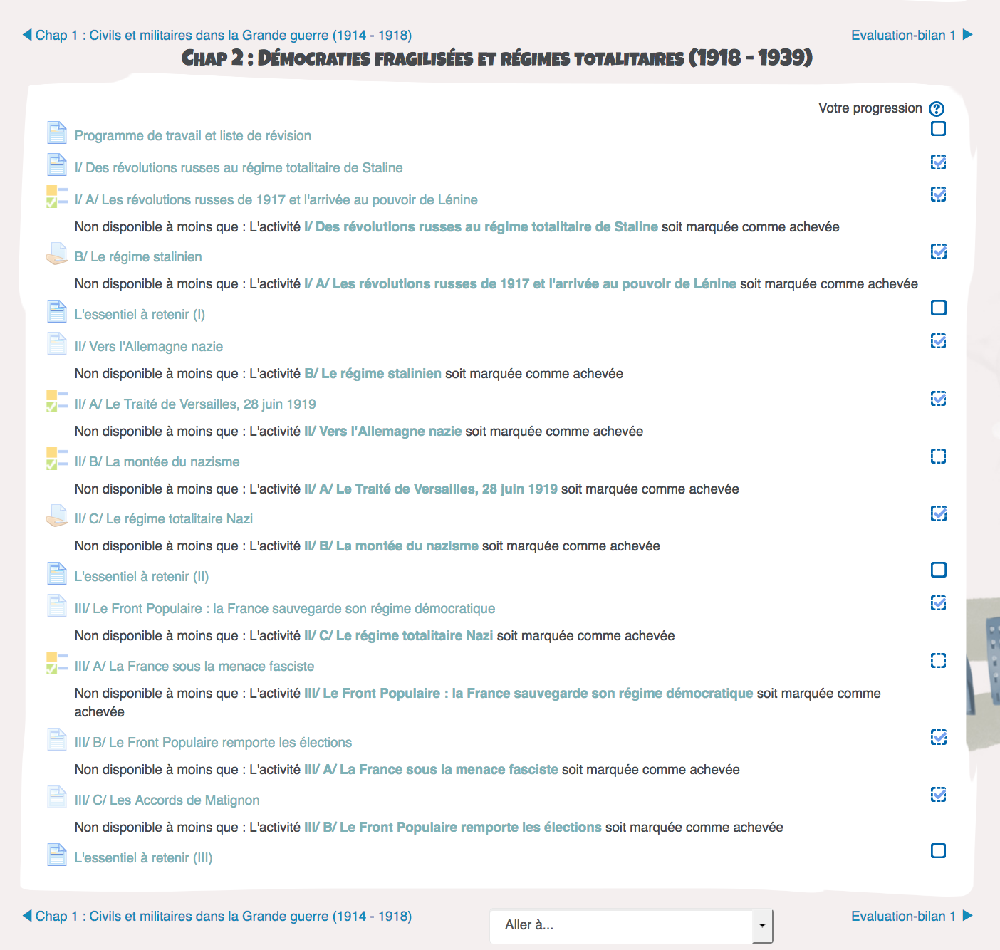 Chap 1 : Civils et militaires dans la Grande guerre (1914 - 1918)
Evaluation-bilan 1
Chap 2 : Démocraties fragilisées et régimes totalitaires (1918 - 1939)
Votre progression
Programme de travail et liste de révision
I/ Des révolutions russes au régime totalitaire de Staline
I/ A/ Les révolutions russes de 1917 et l'arrivée au pouvoir de Lénine
Non disponible à moins que : L'activité I/ Des révolutions russes au régime totalitaire de Staline soit marquée comme achevée
B/ Le régime stalinien
Non disponible à moins que : L'activité I/ A/ Les révolutions russes de 1917 et l'arrivée au pouvoir de Lénine soit marquée comme achevée
L'essentiel à retenir (I)
II/ Vers l'Allemagne nazie
Non disponible à moins que : L'activité B/ Le régime stalinien soit marquée comme achevée
II/ A/ Le Traité de Versailles, 28 juin 1919
Non disponible à moins que : L'activité II/ Vers l'Allemagne nazie soit marquée comme achevée
II/ B/ La montée du nazisme
Non disponible à moins que : L'activité II/ A/ Le Traité de Versailles, 28 juin 1919 soit marquée comme achevée
II/ C/ Le régime totalitaire Nazi
Non disponible à moins que : L'activité II/ B/ La montée du nazisme soit marquée comme achevée
L'essentiel à retenir (II)
III/ Le Front Populaire : la France sauvegarde son régime démocratique
Non disponible à moins que : L'activité II/ C/ Le régime totalitaire Nazi soit marquée comme achevée
III/ A/ La France sous la menace fasciste
Non disponible à moins que : L'activité III/ Le Front Populaire : la France sauvegarde son régime démocratique soit marquée comme
achevée
III/ B/ Le Front Populaire remporte les élections
Non disponible à moins que : L'activité III/ A/ La France sous la menace fasciste soit marquée comme achevée
III/ C/ Les Accords de Matignon
Non disponible à moins que : L'activité III/ B/ Le Front Populaire remporte les élections soit marquée comme achevée
L'essentiel à retenir (III)
Chap 1 : Civils et militaires dans la Grande guerre (1914 - 1918)
Aller à...
Evaluation-bilan 1